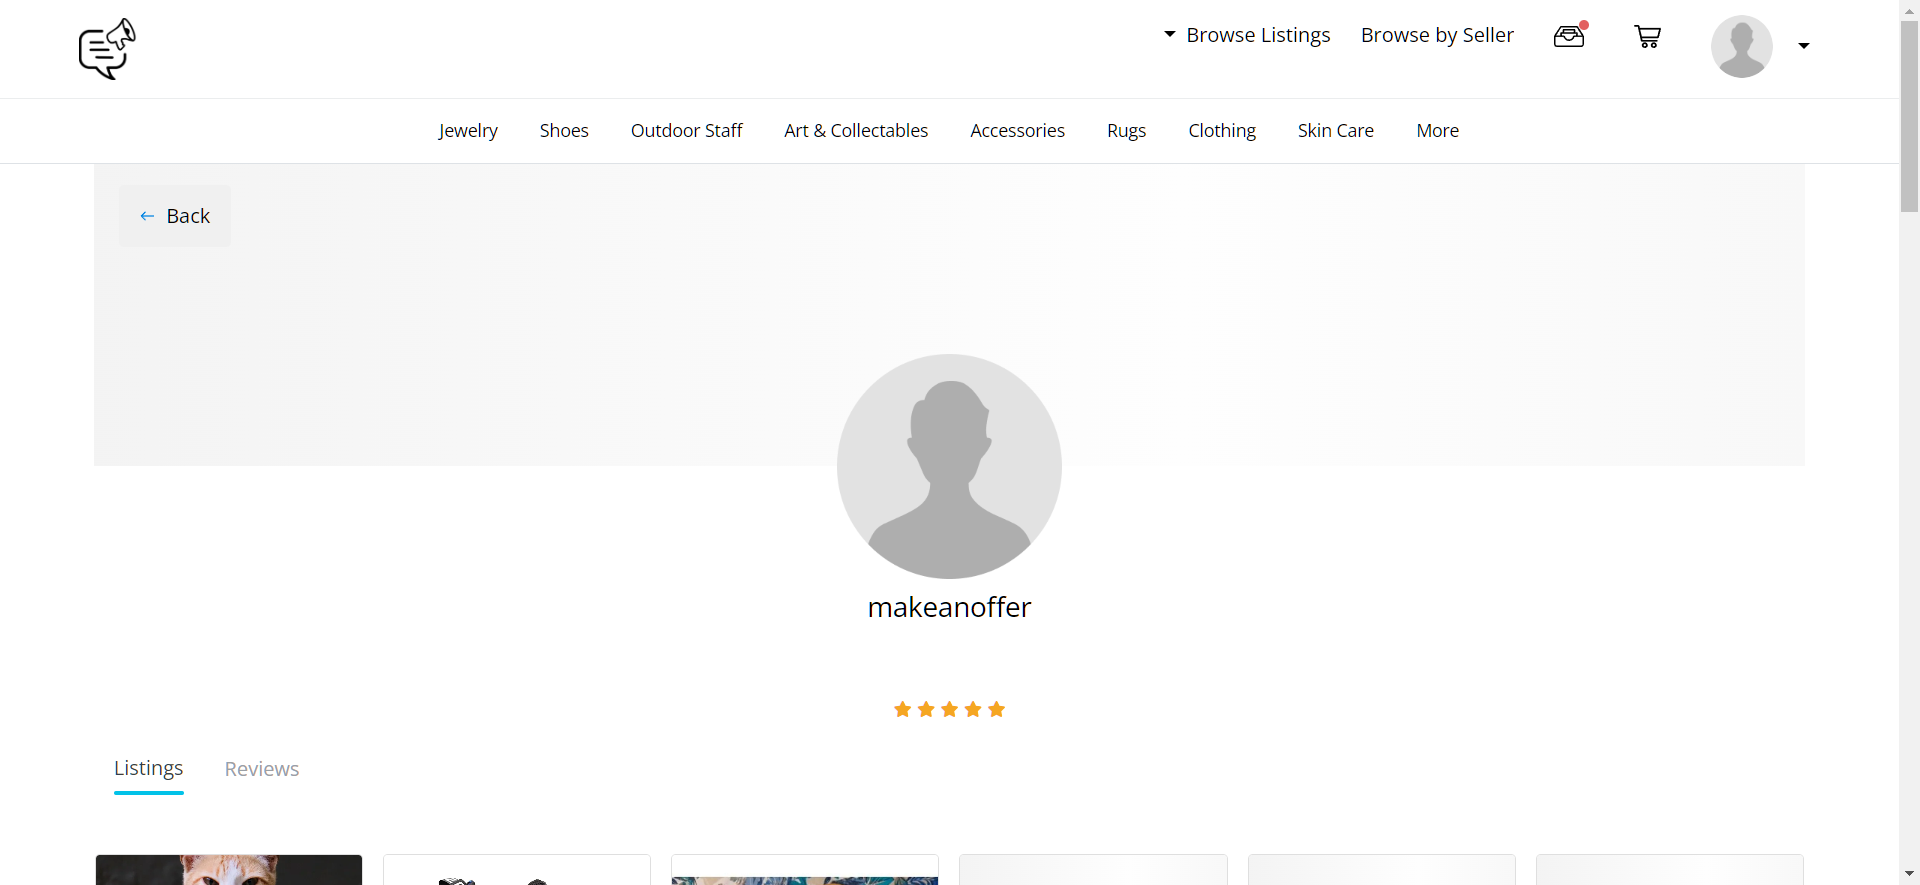 Browse Listings Browse by Seller
Jewelry Shoes Outdoor Staff Art & Collectables Accessories Rugs Clothing Skin Care More
Back
makeanoffer
Listings Reviews